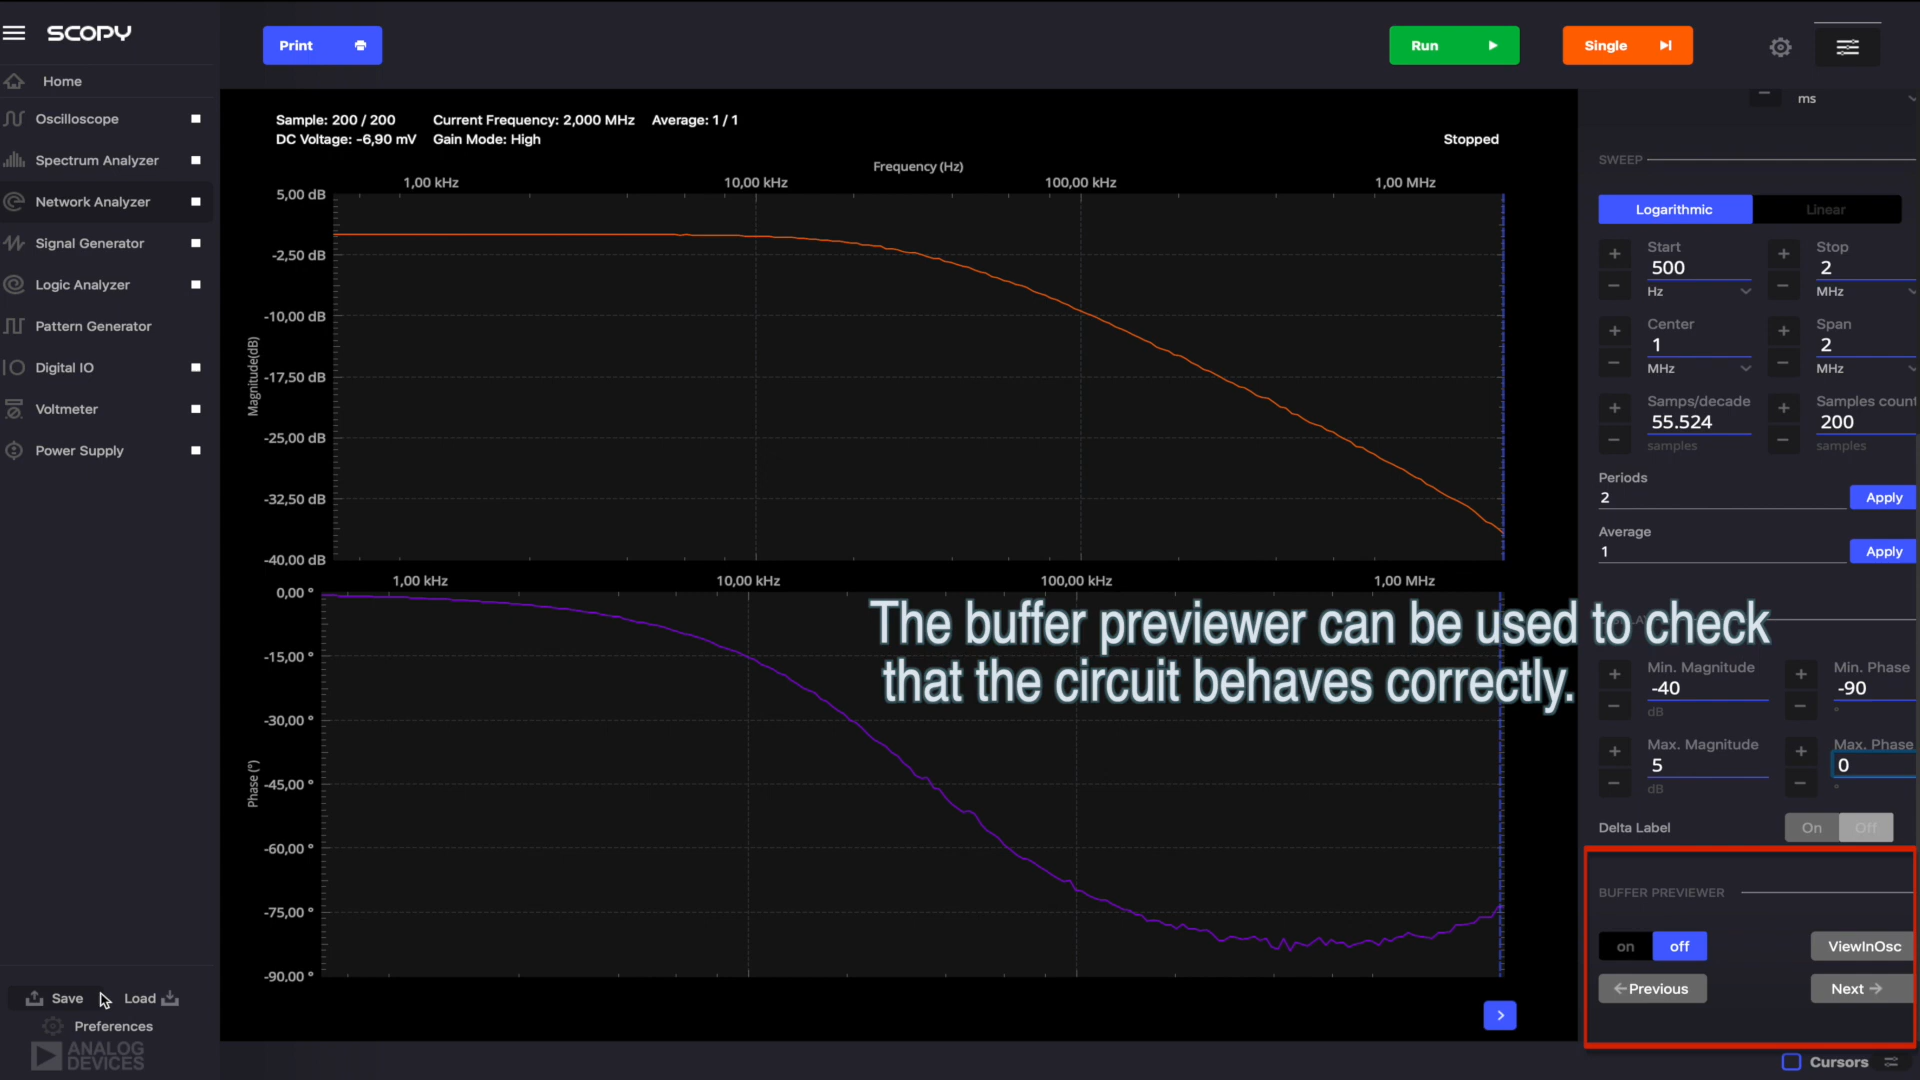 SCOPY
Print
Run
Single
Home
Oscilloscope
Spectrum Analyzer
Network Analyzer
Signal Generator
Logic Analyzer
Pattern Generator
Digital IO
Voltmeter
Power Supply
Save
Load
Preferences
ANALOG
DEVICES
Sample: 200 / 200 Current Frequency: 2,000 MHz Average: 1 / 1
DC Voltage: -6,90 mV Gain Mode: High
Stopped
Frequency (Hz)
1,00 kHz 10,00 kHz 100,00 kHz 1,00 MHz
5,00 dB
-2,50 dB
-10,00 dB
-17,50 dB
-25,00 dB
-32,50 dB
-40,00 dB
Magnitude(dB)
1,00 kHz 10,00 kHz 100,00 kHz 1,00 MHz
0,00 °
-15,00 °
-30,00 °
-45,00 °
-60,00 °
-75,00 °
-90,00 °
Phase (°)
The buffer previewer can be used to check
that the circuit behaves correctly.
ms
SWEEP
Logarithmic Linear
Start Stop
500 2
Hz MHz
Center Span
1 2
MHz MHz
Samps/decade Samples count
55.524 200
samples samples
Periods
2 Apply
Average
1 Apply
Min. Magnitude Min. Phase
-40 -90
dB °
Max. Magnitude Max. Phase
5 0
dB °
Delta Label On Off
BUFFER PREVIEWER
on off ViewInOsc
←Previous Next →
Cursors